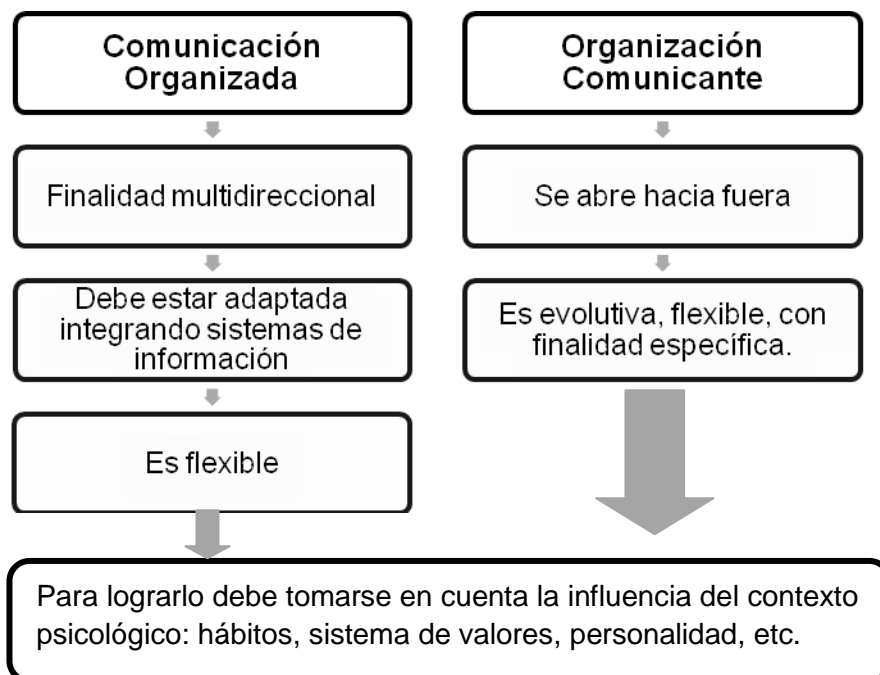 Comunicación
Organizada
Finalidad multidireccional
Debe estar adaptada
integrando sistemas de
información
Es flexible
Organización
Comunicante
Se abre hacia fuera
Es evolutiva, flexible, con
finalidad específica.
Para lograrlo debe tomarse en cuenta la influencia del contexto
psicológico: hábitos, sistema de valores, personalidad, etc.